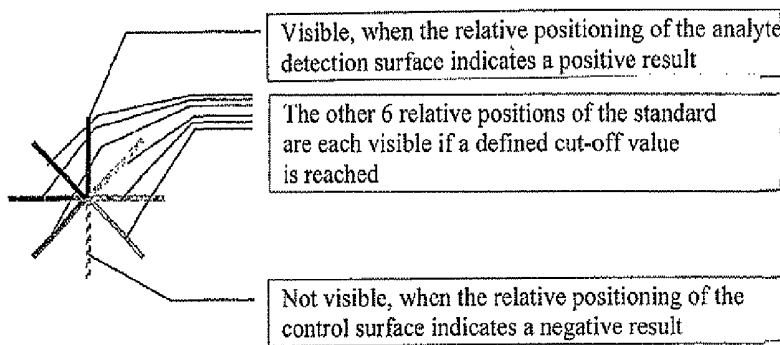 Visible, when the relative positioning of the analyte
detection surface indicates a positive result
The other 6 relative positions of the standard
are each visible if a defined cut-off value
is reached
Not visible, when the relative positioning of the
control surface indicates a negative result